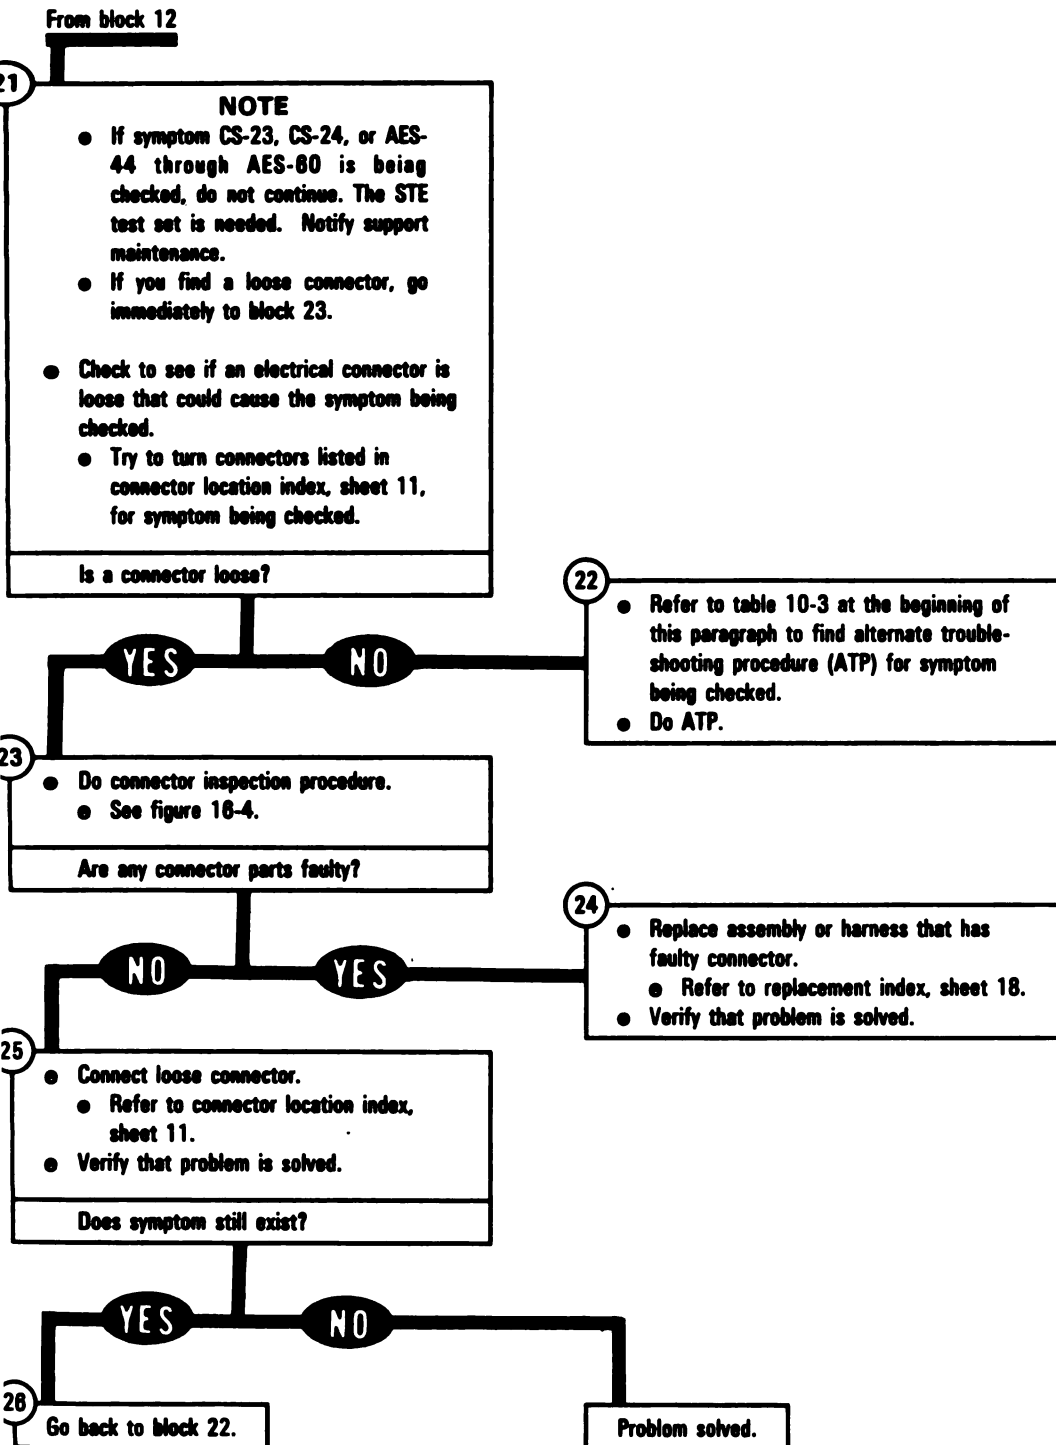 From block 12
21
NOTE
● If symptom CS-23, CS-24, or AES-
44 through AES-60 is being
checked, do not continue. The STE
test set is needed. Notify support
maintenance.
● If you find a loose connector, go
immediately to block 23.
● Check to see if an electrical connector is
loose that could cause the symptom being
checked.
● Try to turn connectors listed in
connector location index, sheet 11,
for symptom being checked.
Is a connector loose?
YES
NO
22
● Refer to table 10-3 at the beginning of
this paragraph to find alternate trouble-
shooting procedure (ATP) for symptom
being checked.
● Do ATP.
23
● Do connector inspection procedure.
● See figure 16-4.
Are any connector parts faulty?
NO
YES
24
● Replace assembly or harness that has
faulty connector.
● Refer to replacement index, sheet 18.
● Verify that problem is solved.
25
● Connect loose connector.
● Refer to connector location index,
sheet 11.
● Verify that problem is solved.
Does symptom still exist?
YES
NO
26
Go back to block 22.
Problem solved.